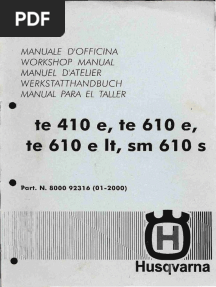 PDF
MANUALE D'OFFICINA
WORKSHOP MANUAL
MANUEL D'ATELIER
WERKSTATTHANDBUCH
MANUAL PARA EL TALLER
te 410 e, te 610 e,
te 610 e lt, sm 610 s
Part. N. 8000 92316 (01-2000)
H
Husqvarna